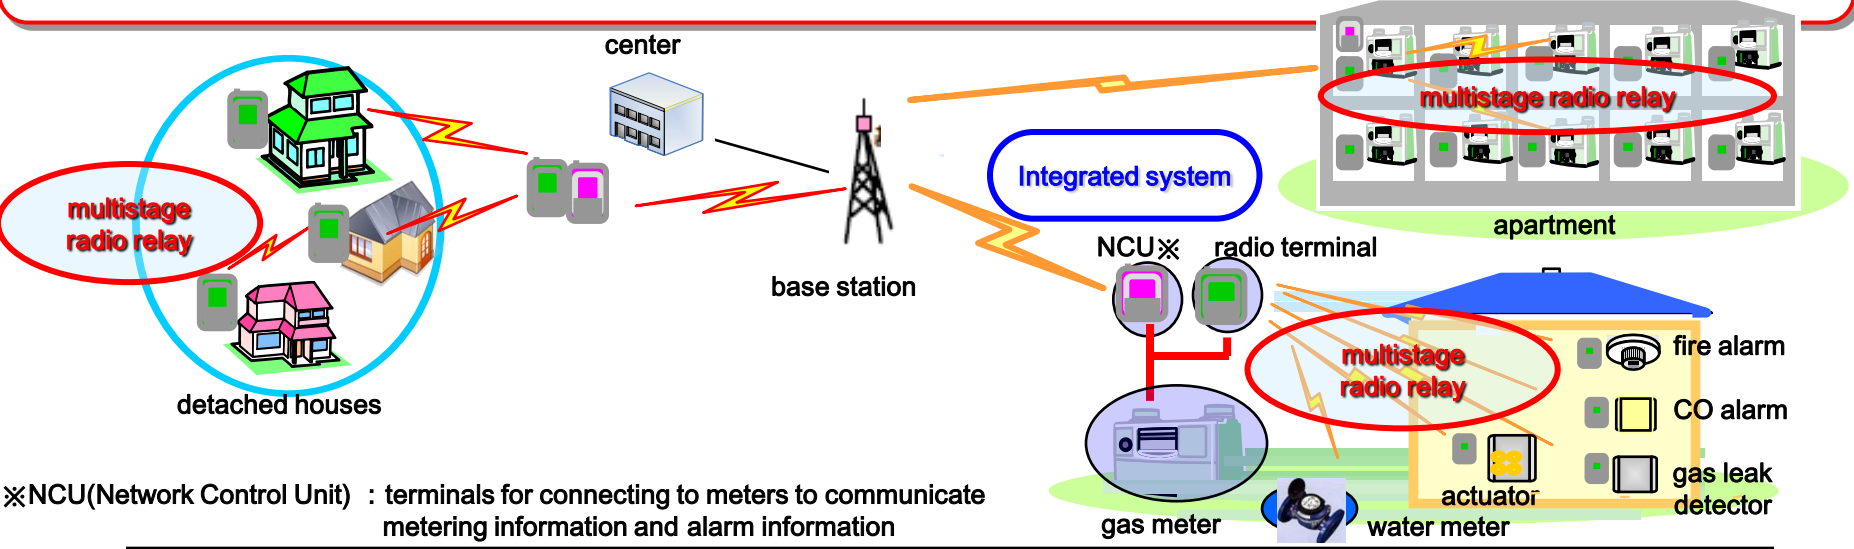 center
multistage radio relay
Integrated system
multistage
radio relay
apartment
NCU※
radio terminal
base station
fire alarm
multistage
radio relay
detached houses
CO alarm
gas leak
detector
actuator
※NCU(Network Control Unit) : terminals for connecting to meters to communicate
metering information and alarm information
gas meter
water meter